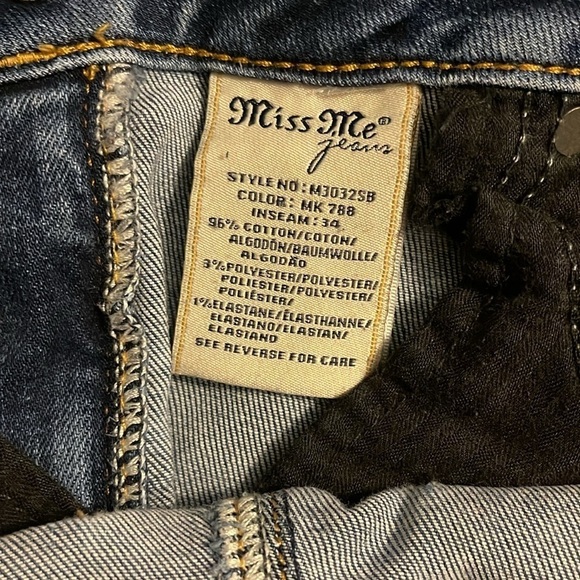 Miss Me®
jeans
STYLE NO: M3032SB
COLOR: MK 788
INSEAM: 34
96% COTTON/COTON/
ALGODÓN/BAUMWOLLE/
ALGODÃO
3%POLYESTER/POLYESTER/
POLIESTER/POLYESTER/
POLIÉSTER/
1%ELASTANE/ÉLASTHANNE/
ELASTANO/ELASTAN/
ELASTANO
SEE REVERSE FOR CARE